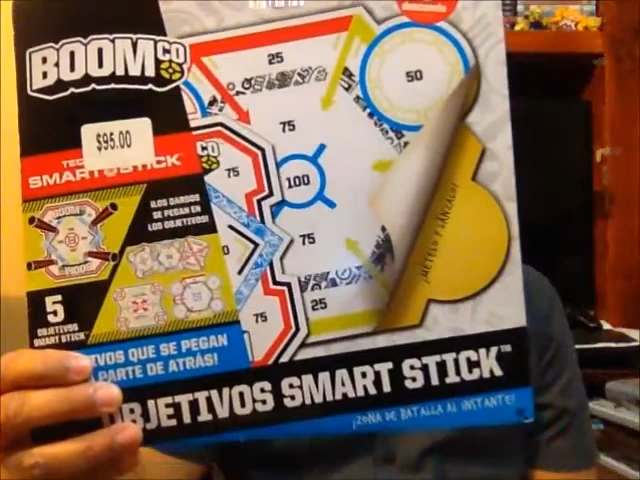 BOOMco
$95.00
SMART STICK
¡LOS DARDOS
SE PEGAN EN
LOS OBJETIVOS!
5
OBJETIVOS
SMART STICK
QUE SE PEGAN
PARTE DE ATRÁS!
25
50
75
75
100
75
75
25
OBJETIVOS SMART STICK™
¡ZONA DE BATALLA AL INSTANTE!